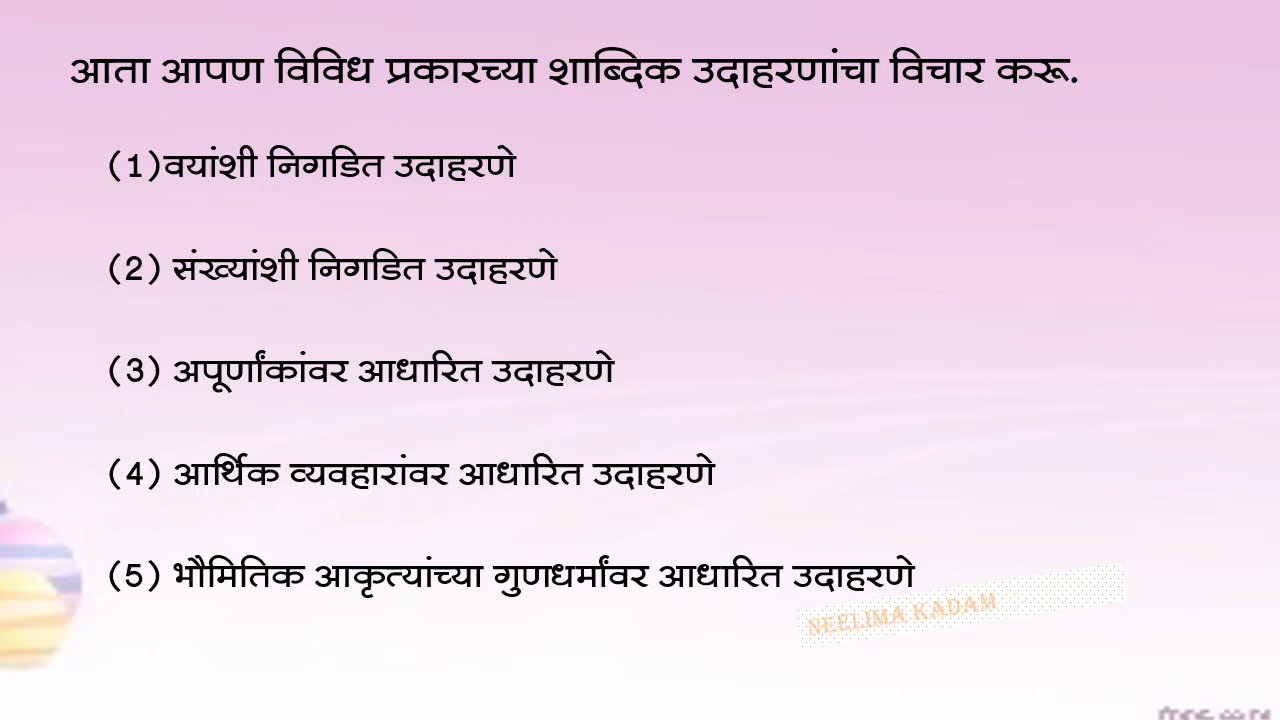 आता आपण विविध प्रकारच्या शाब्दिक उदाहरणांचा विचार करू.
(1)वयांशी निगडित उदाहरणे
(2) संख्यांशी निगडित उदाहरणे
(3) अपूर्णांकांवर आधारित उदाहरणे
(4) आर्थिक व्यवहारांवर आधारित उदाहरणे
(5) भौमितिक आकृत्यांच्या गुणधर्मांवर आधारित उदाहरणे
NEELIMA KADAM